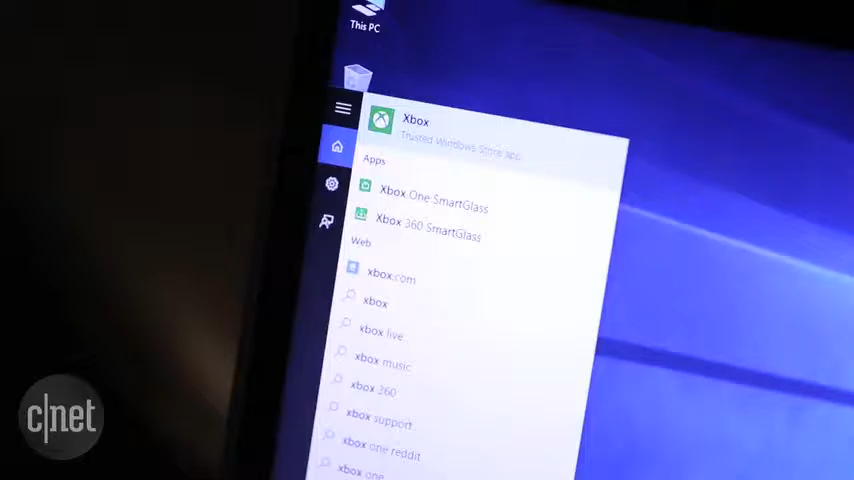 This PC
Xbox
Trusted Windows Store app
Apps
Xbox One SmartGlass
Xbox 360 SmartGlass
Web
xbox.com
xbox
xbox live
xbox music
xbox 360
xbox support
xbox one reddit
xbox one
c|net